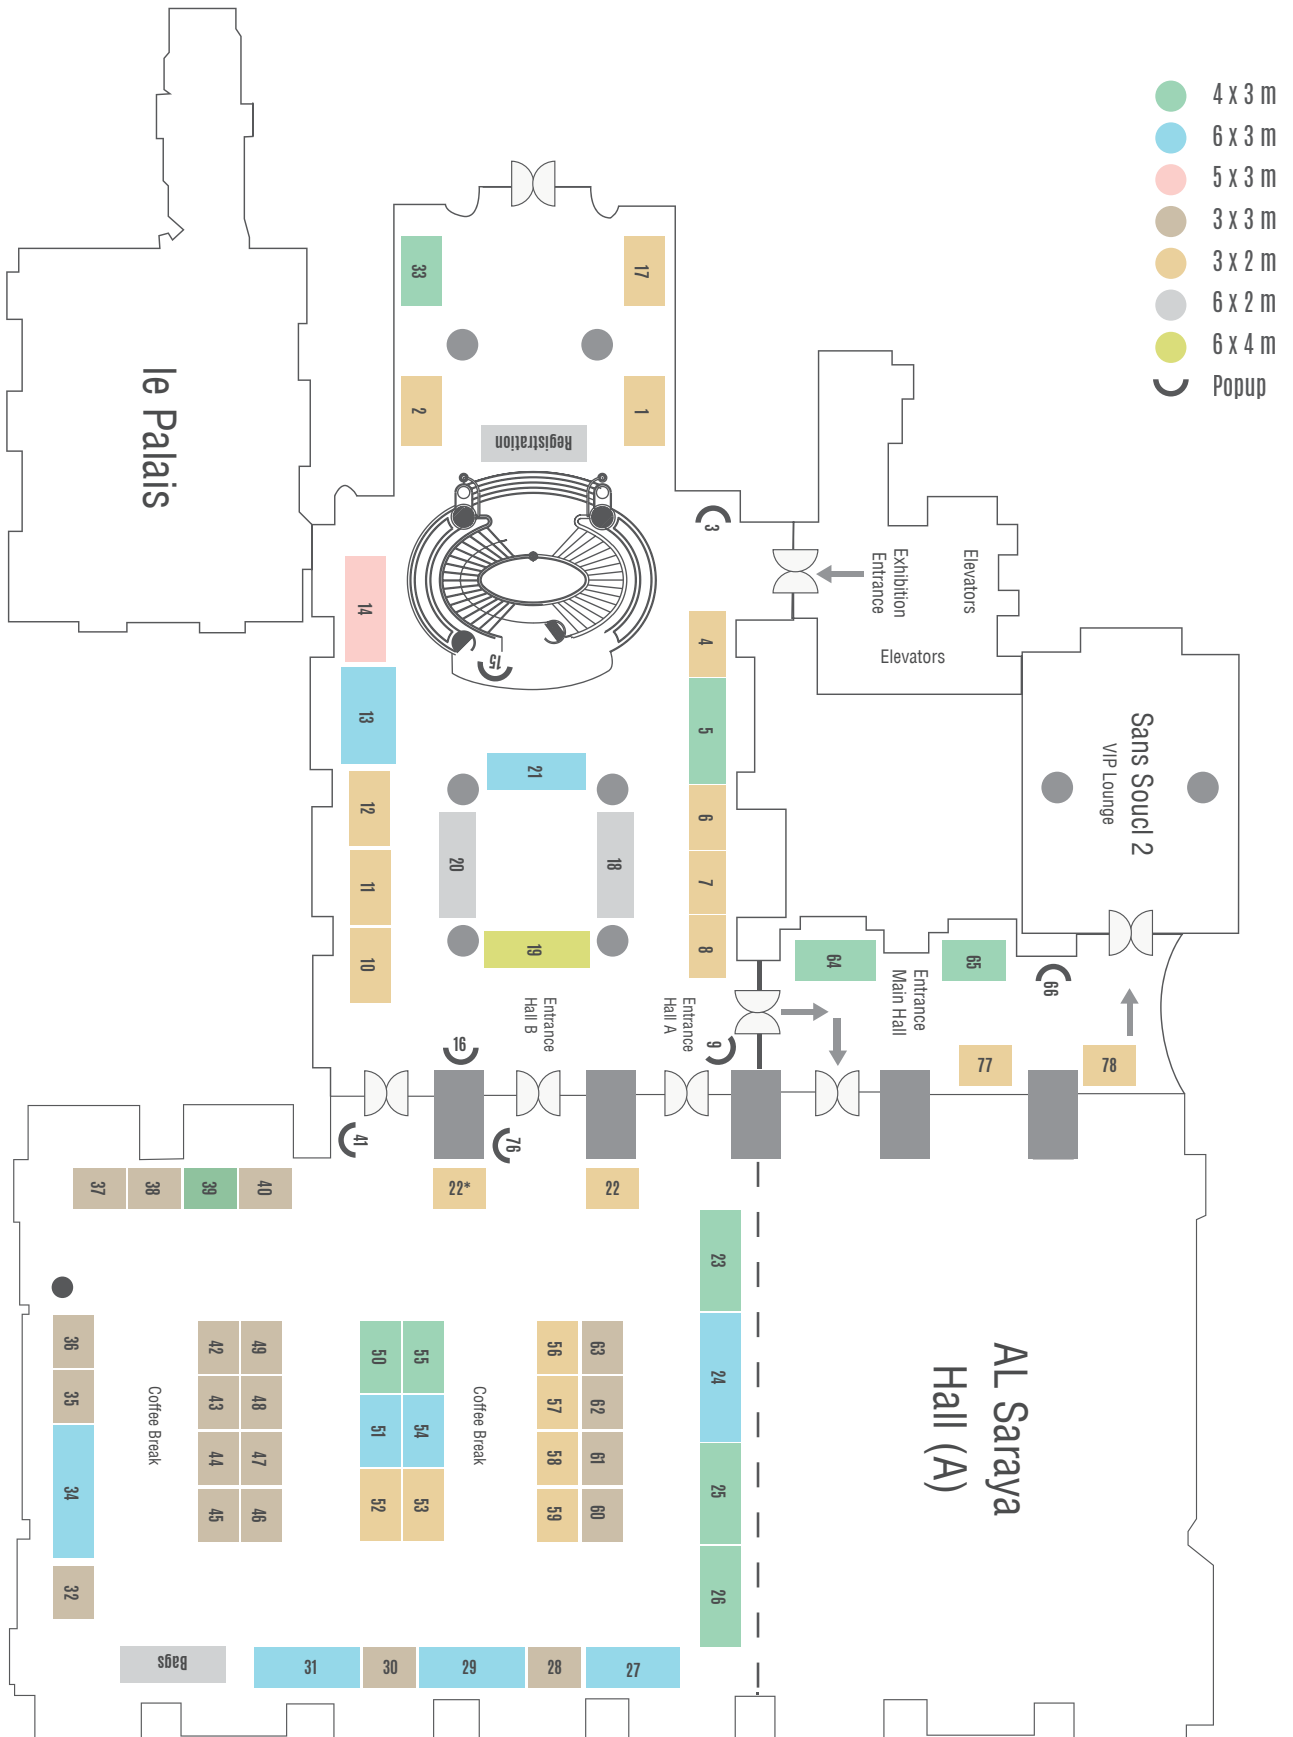 4 x 3 m
6 x 3 m
5 x 3 m
3 x 3 m
3 x 2 m
6 x 2 m
6 x 4 m
Popup
33
17
2
1
Registration
le Palais
3
Exhibition
Entrance
Elevators
Elevators
14
15
4
13
5
21
12
6
20
18
11
7
10
19
8
Sans Soucl 2
VIP Lounge
64
65
66
Entrance
Main Hall
Entrance
Hall B
Entrance
Hall A
16
9
77
78
41
76
37
38
39
40
22*
22
23
24
25
26
36
35
34
32
Coffee Break
42
49
43
48
44
47
45
46
50
55
51
54
52
53
Coffee Break
56
63
57
62
58
61
59
60
AL Saraya
Hall (A)
Bags
31
30
29
28
27